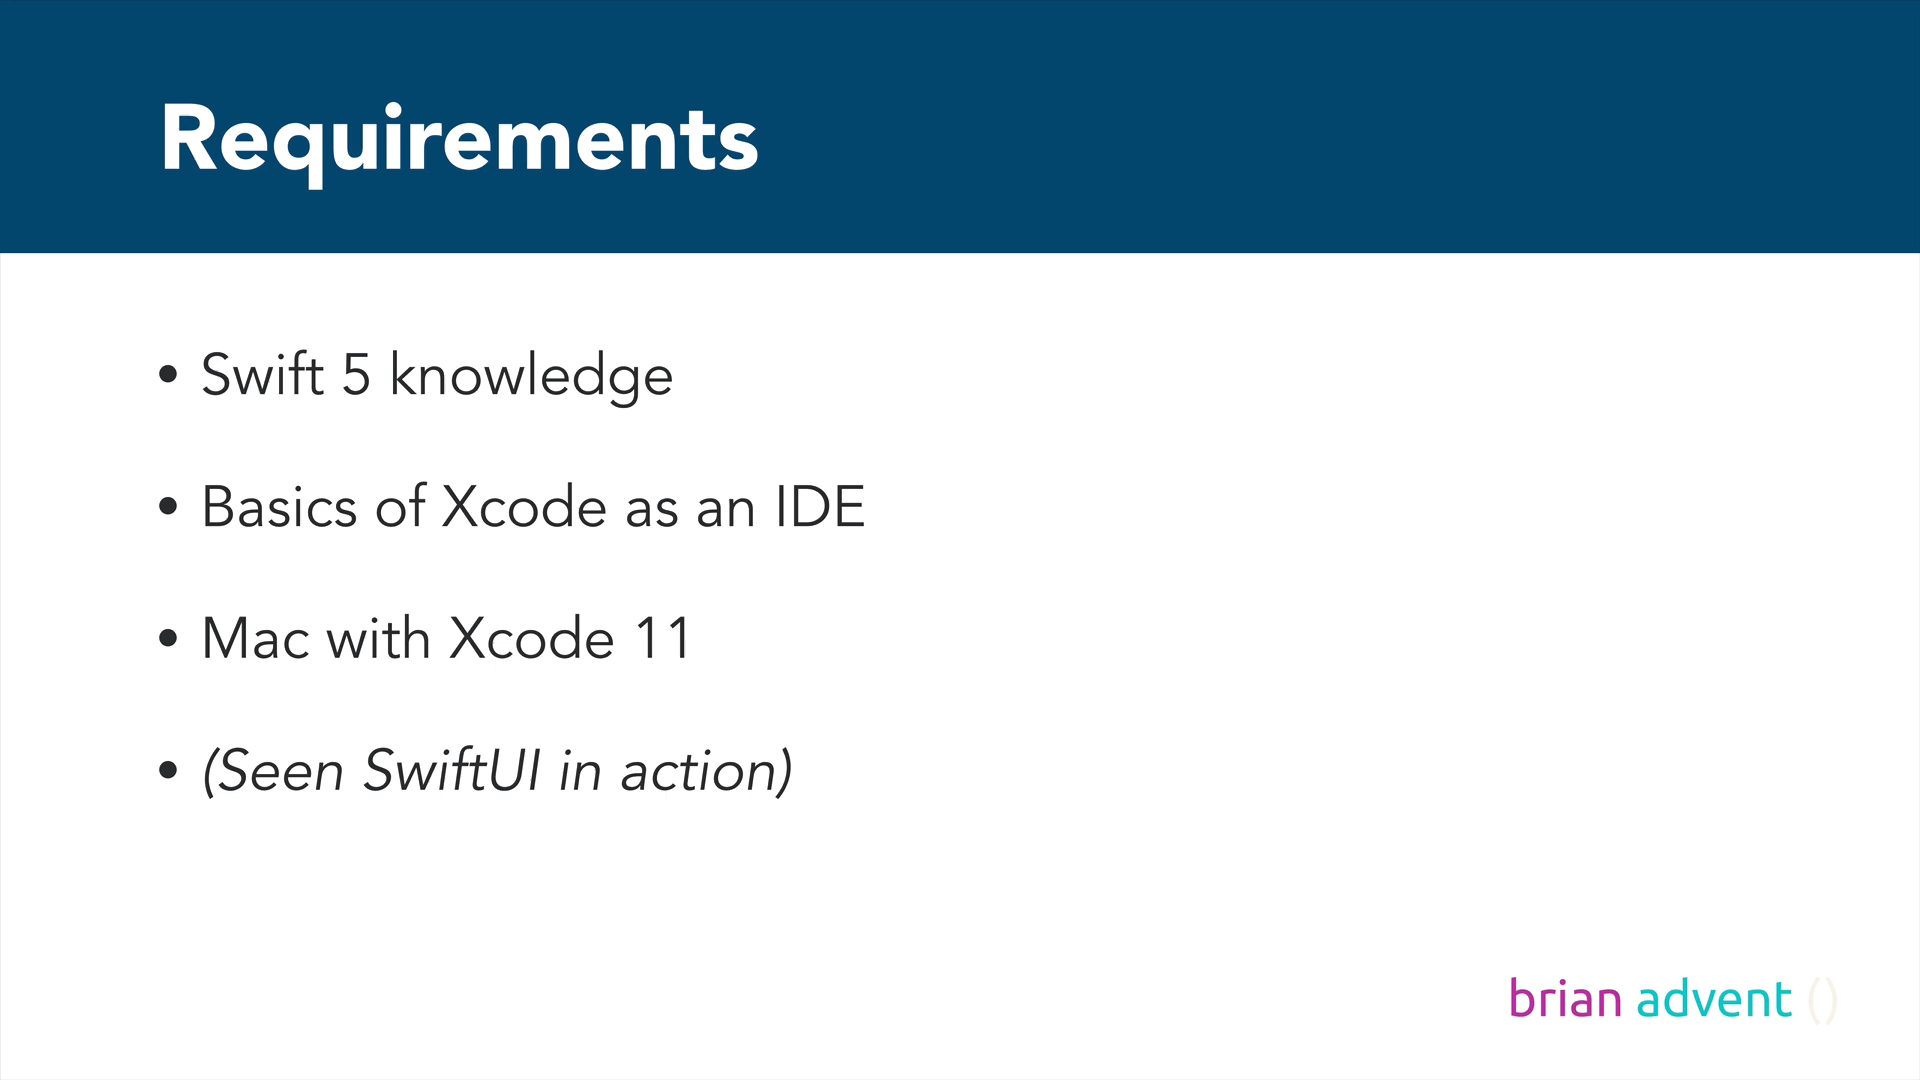 Requirements
• Swift 5 knowledge
• Basics of Xcode as an IDE
• Mac with Xcode 11
• (Seen SwiftUI in action)
brian advent ()